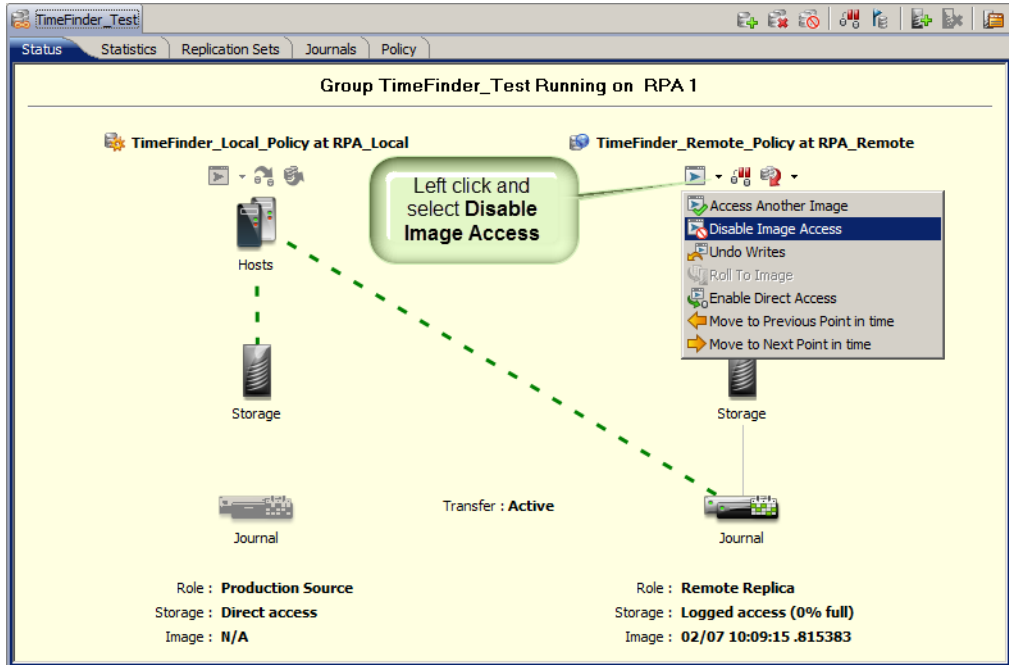 TimeFinder_Test
Status Statistics Replication Sets Journals Policy
Group TimeFinder_Test Running on RPA 1
TimeFinder_Local_Policy at RPA_Local
TimeFinder_Remote_Policy at RPA_Remote
Left click and
select Disable
Image Access
Access Another Image
Disable Image Access
Undo Writes
Roll To Image
Enable Direct Access
Move to Previous Point in time
Move to Next Point in time
Hosts
Storage
Storage
Transfer : Active
Journal
Journal
Role : Production Source
Storage : Direct access
Image : N/A
Role : Remote Replica
Storage : Logged access (0% full)
Image : 02/07 10:09:15 .815383